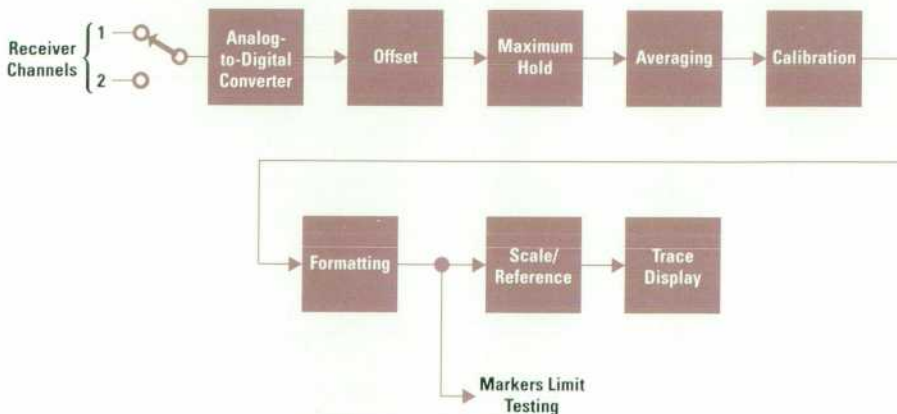 Receiver
Channels
1
2
Analog-
to-Digital
Converter
Offset
Maximum
Hold
Averaging
Calibration
Formatting
Scale/
Reference
Trace
Display
Markers Limit
Testing